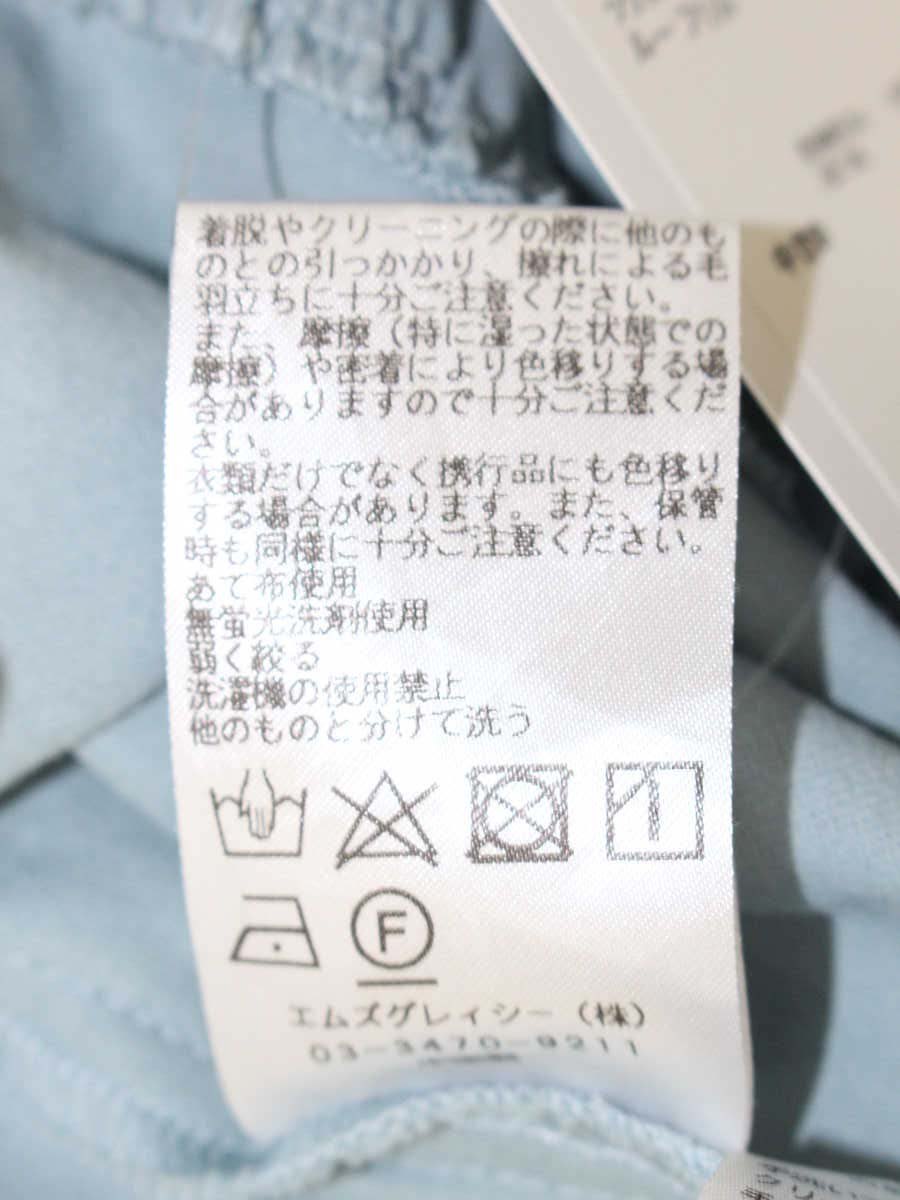 着脱やクリーニングの際に他のも
のとの引っかかり、擦れによる毛
羽立ちに十分ご注意ください。
また、摩擦（特に湿った状態での
摩擦）や密着により色移りする場
合がありますので十分ご注意くだ
さい。
衣類だけでなく携行品にも色移り
する場合があります。また、保管
時も同様に十分ご注意ください。
あて布使用
無蛍光洗剤使用
弱く絞る
洗濯機の使用禁止
他のものと分けて洗う
F
エムズグレイシー（株）
03-3470-9211